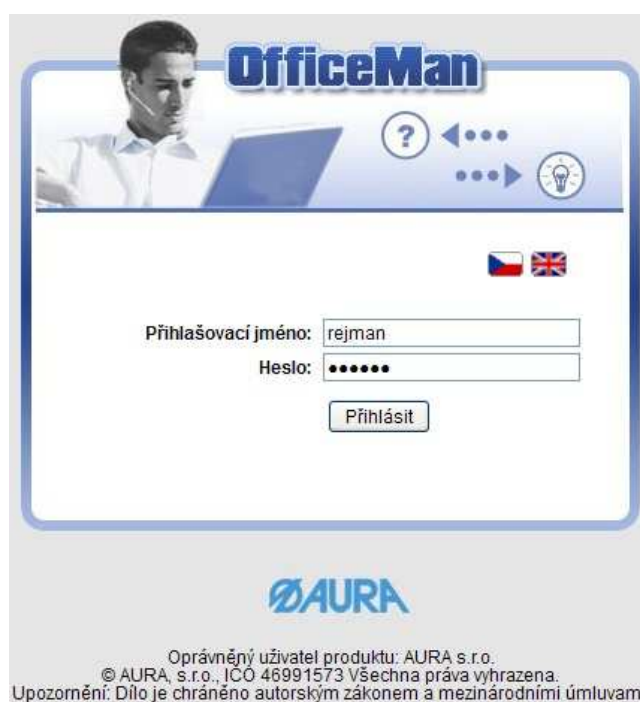 OfficeMan
?
Přihlašovací jméno: rejman
Heslo: ●●●●●●
Přihlásit
AURA
Oprávněný uživatel produktu: AURA s.r.o.
© AURA, s.r.o., IČO 46991573 Všechna práva vyhrazena.
Upozornění: Dílo je chráněno autorským zákonem a mezinárodními úmluvam